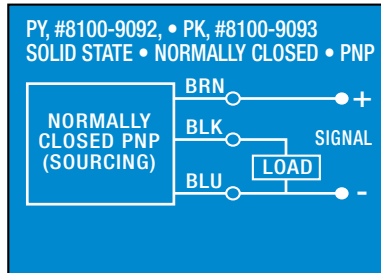 PY, #8100-9092, • PK, #8100-9093
SOLID STATE • NORMALLY CLOSED • PNP
BRN
+
NORMALLY
CLOSED PNP
(SOURCING)
BLK
SIGNAL
LOAD
BLU
-